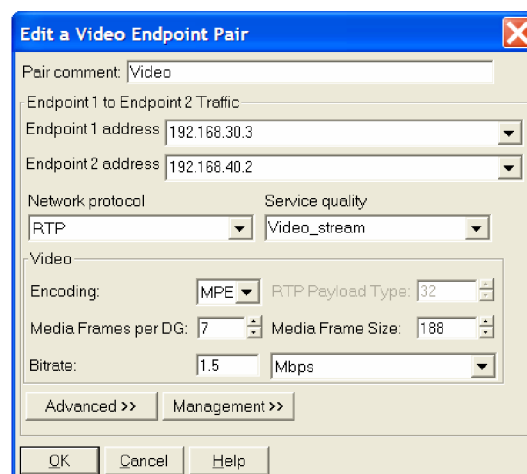 Edit a Video Endpoint Pair
Pair comment: Video
Endpoint 1 to Endpoint 2 Traffic
Endpoint 1 address 192.168.30.3
Endpoint 2 address 192.168.40.2
Network protocol Service quality
RTP Video_stream
Video
Encoding: MPE RTP Payload Type: 32
Media Frames per DG: 7 Media Frame Size: 188
Bitrate: 1.5 Mbps
Advanced >> Management >>
OK Cancel Help